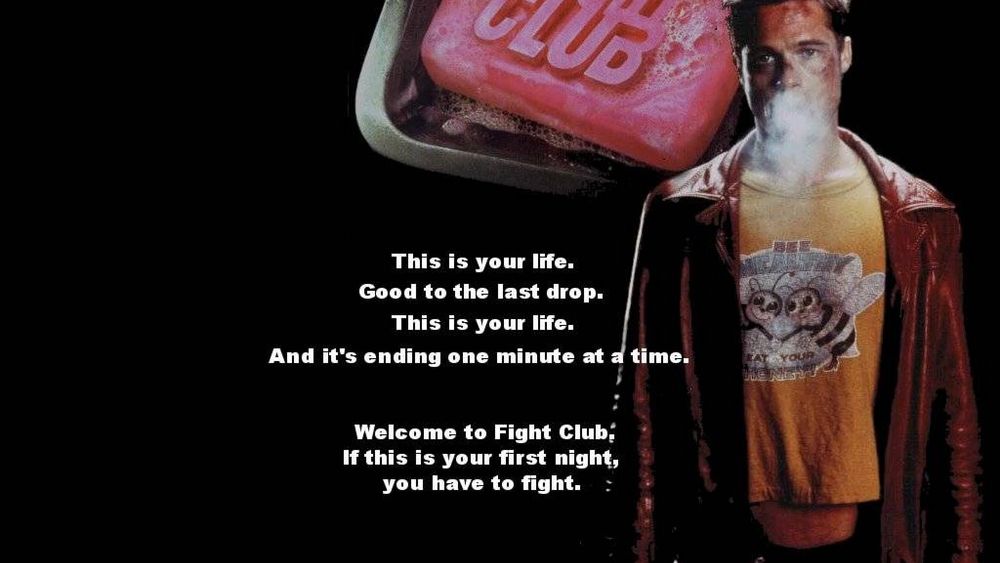 CLUB
This is your life.
Good to the last drop.
This is your life.
And it's ending one minute at a time.
Welcome to Fight Club.
If this is your first night,
you have to fight.
BEE
HEALTHY
EAT YOUR
HONEY